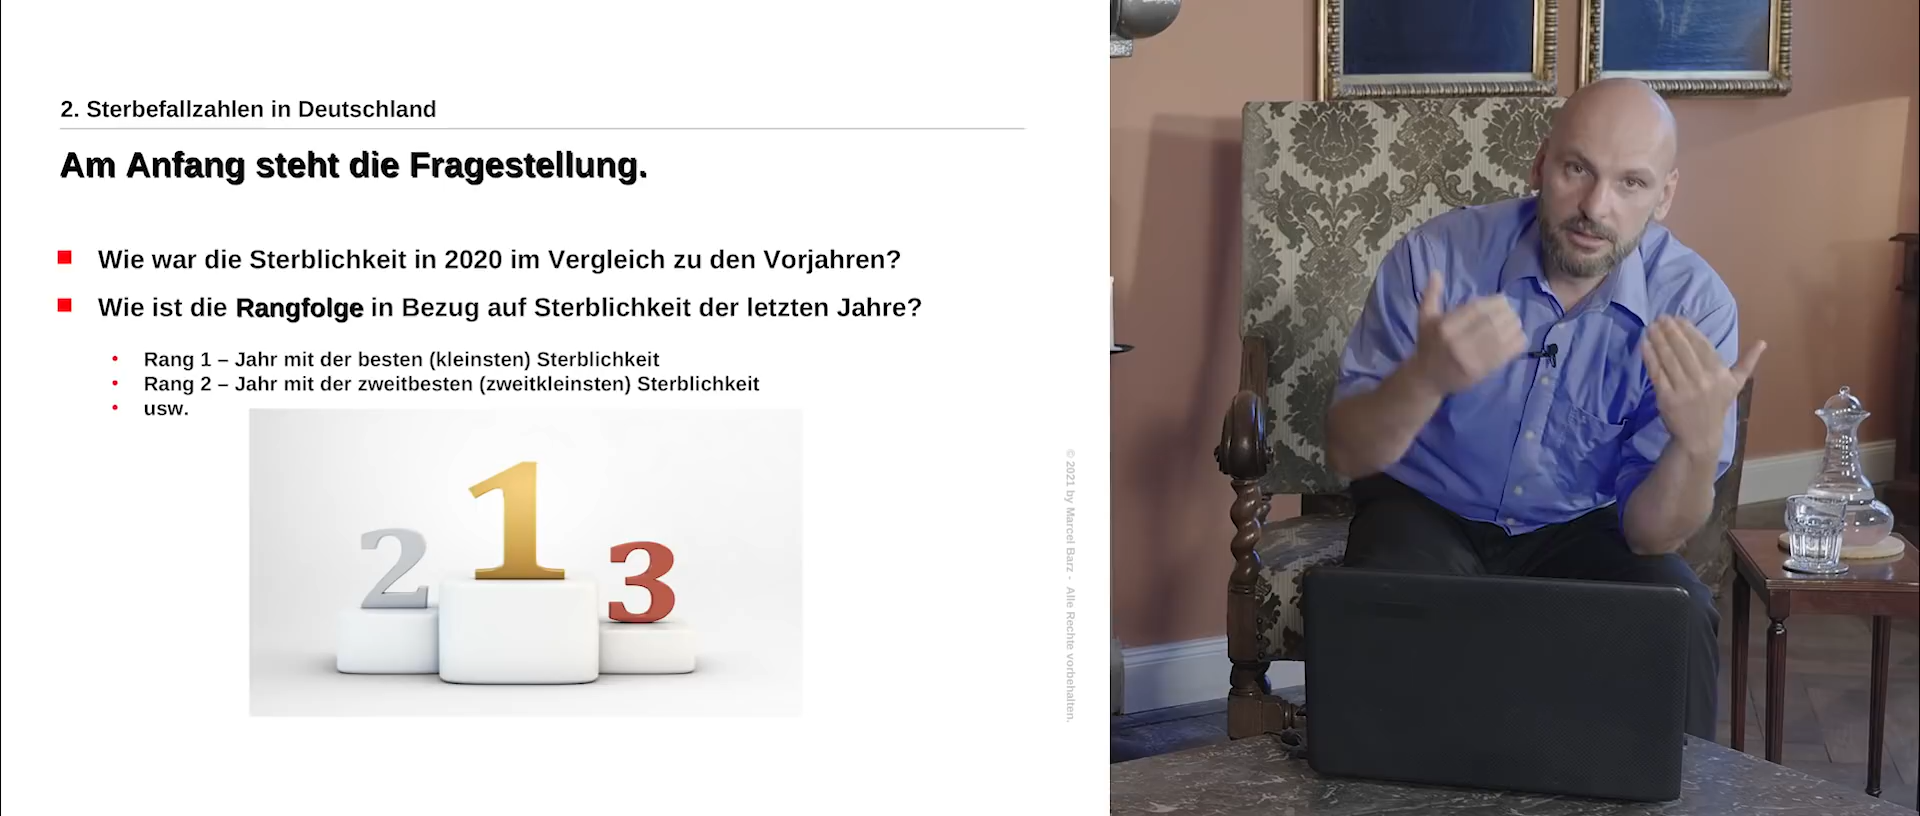 2. Sterbefallzahlen in Deutschland
Am Anfang steht die Fragestellung.
Wie war die Sterblichkeit in 2020 im Vergleich zu den Vorjahren?
Wie ist die Rangfolge in Bezug auf Sterblichkeit der letzten Jahre?
Rang 1 – Jahr mit der besten (kleinsten) Sterblichkeit
Rang 2 – Jahr mit der zweitbesten (zweitkleinsten) Sterblichkeit
usw.
2 1 3
© 2021 by Marcel Barz - Alle Rechte vorbehalten.